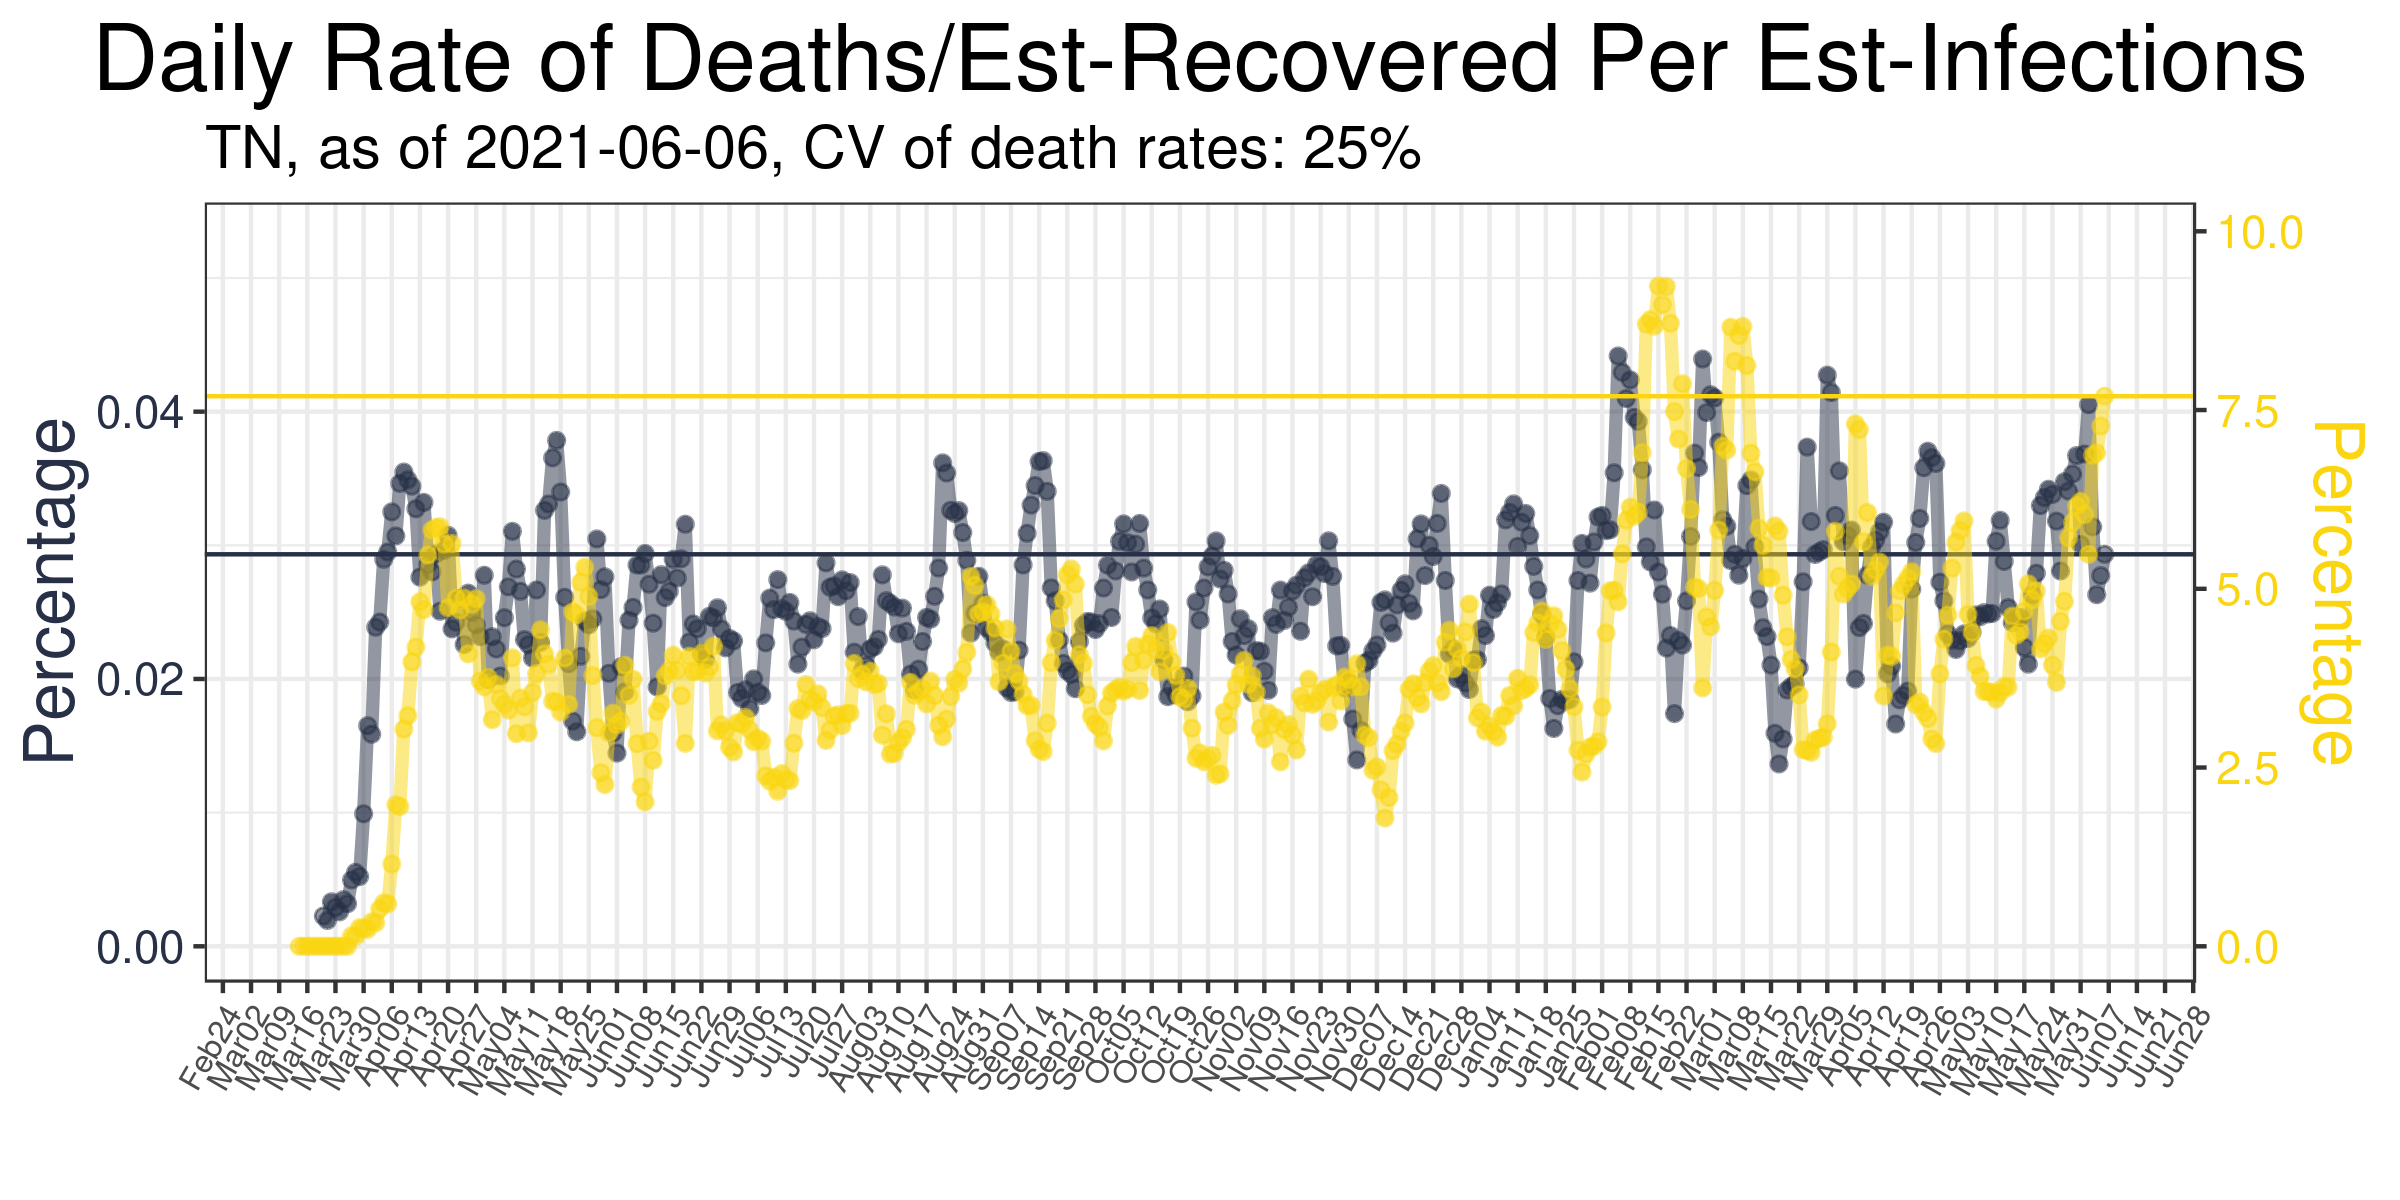 Daily Rate of Deaths/Est-Recovered Per Est-Infections
TN, as of 2021-06-06, CV of death rates: 25%
Percentage
0.04
0.02
0.00
10.0
7.5
5.0
2.5
0.0
Percentage
Feb24
Mar02
Mar09
Mar16
Mar23
Mar30
Apr06
Apr13
Apr20
Apr27
May04
May11
May18
May25
Jun01
Jun08
Jun15
Jun22
Jun29
Jul06
Jul13
Jul20
Jul27
Aug03
Aug10
Aug17
Aug24
Aug31
Sep07
Sep14
Sep21
Sep28
Oct05
Oct12
Oct19
Oct26
Nov02
Nov09
Nov16
Nov23
Nov30
Dec07
Dec14
Dec21
Dec28
Jan04
Jan11
Jan18
Jan25
Feb01
Feb08
Feb15
Feb22
Mar01
Mar08
Mar15
Mar22
Mar29
Apr05
Apr12
Apr19
Apr26
May03
May10
May17
May24
May31
Jun07
Jun14
Jun21
Jun28